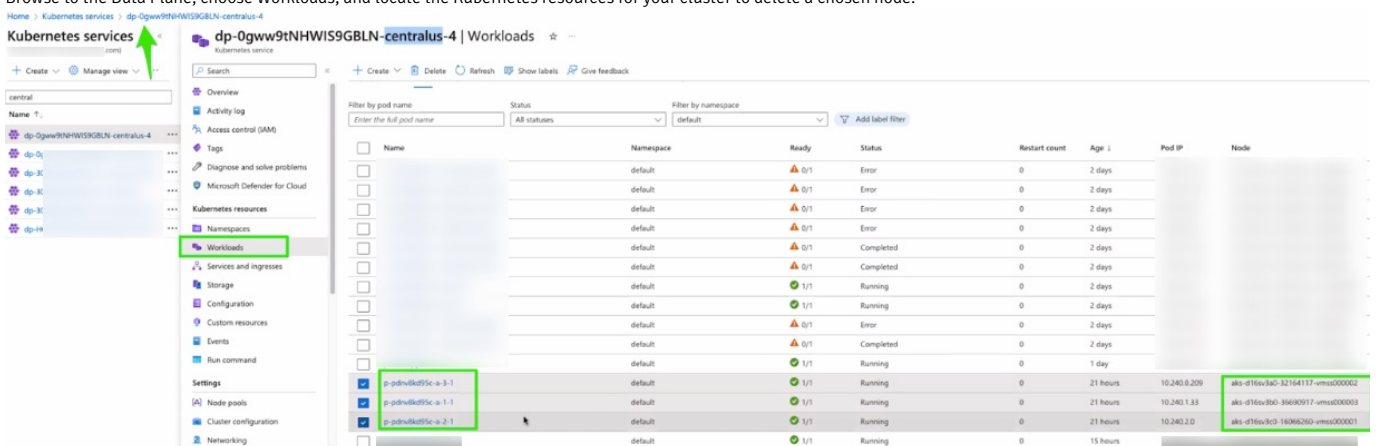 Browse to the Data Plane, choose Workloads, and locate the Kubernetes resources for your cluster to delete a chosen node.
Home > Kubernetes services > dp-0gww9tNHWIS9GBLN-centralus-4
Kubernetes services
.com)
+ Create Manage view ...
central
Name ↑↓
dp-0gww9tNHWIS9GBLN-centralus-4 ...
dp-0g ...
dp-3C ...
dp-3C ...
dp-3C ...
dp-H ...
dp-0gww9tNHWIS9GBLN-centralus-4 | Workloads ☆ ...
Kubernetes service
Search «
Overview
Activity log
Access control (IAM)
Tags
Diagnose and solve problems
Microsoft Defender for Cloud
Kubernetes resources
Namespaces
Workloads
Services and ingresses
Storage
Configuration
Custom resources
Events
Run command
Settings
Node pools
Cluster configuration
Networking
+ Create Delete Refresh Show labels Give feedback
Filter by pod name Status Filter by namespace
Enter the full pod name All statuses default Add label filter
Name Namespace Ready Status Restart count Age ↓ Pod IP Node
default 0/1 Error 0 2 days
default 0/1 Error 0 2 days
default 0/1 Error 0 2 days
default 0/1 Error 0 2 days
default 0/1 Completed 0 2 days
default 0/1 Completed 0 2 days
default 1/1 Running 0 2 days
default 1/1 Running 0 2 days
default 0/1 Error 0 2 days
default 0/1 Completed 0 2 days
default 1/1 Running 0 1 day
p-pdnv8kd95c-a-3-1 default 1/1 Running 0 21 hours 10.240.0.209 aks-d16sv3a0-32164117-vmss000002
p-pdnv8kd95c-a-1-1 default 1/1 Running 0 21 hours 10.240.1.33 aks-d16sv3b0-36690917-vmss000003
p-pdnv8kd95c-a-2-1 default 1/1 Running 0 21 hours 10.240.2.0 aks-d16sv3c0-16066260-vmss000001
default 1/1 Running 0 15 hours